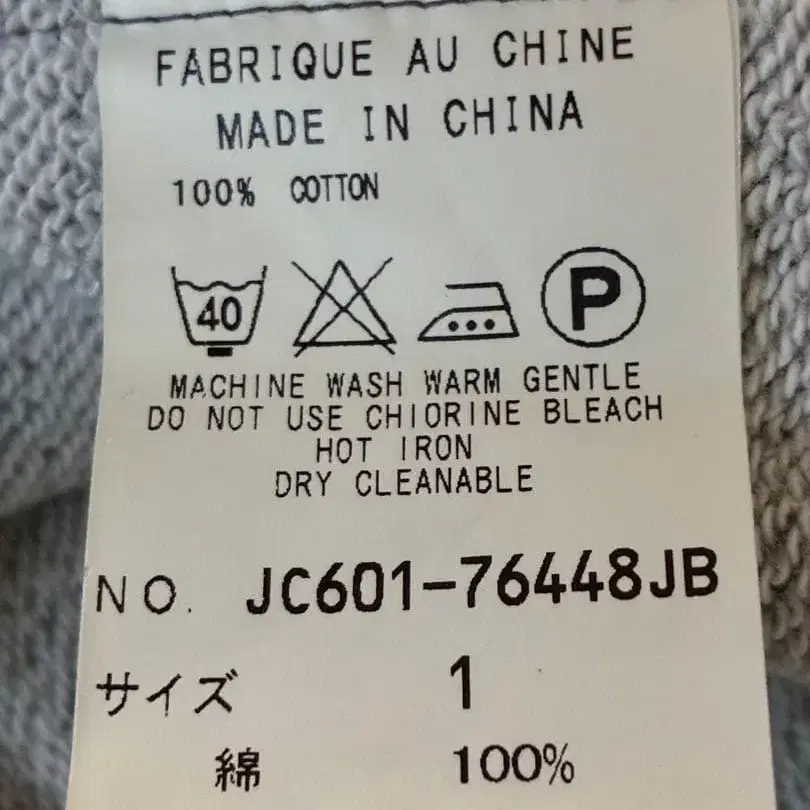 FABRIQUE AU CHINE
MADE IN CHINA
100% COTTON
40 P
MACHINE WASH WARM GENTLE
DO NOT USE CHIORINE BLEACH
HOT IRON
DRY CLEANABLE
NO. JC601-76448JB
サイズ 1
綿 100%